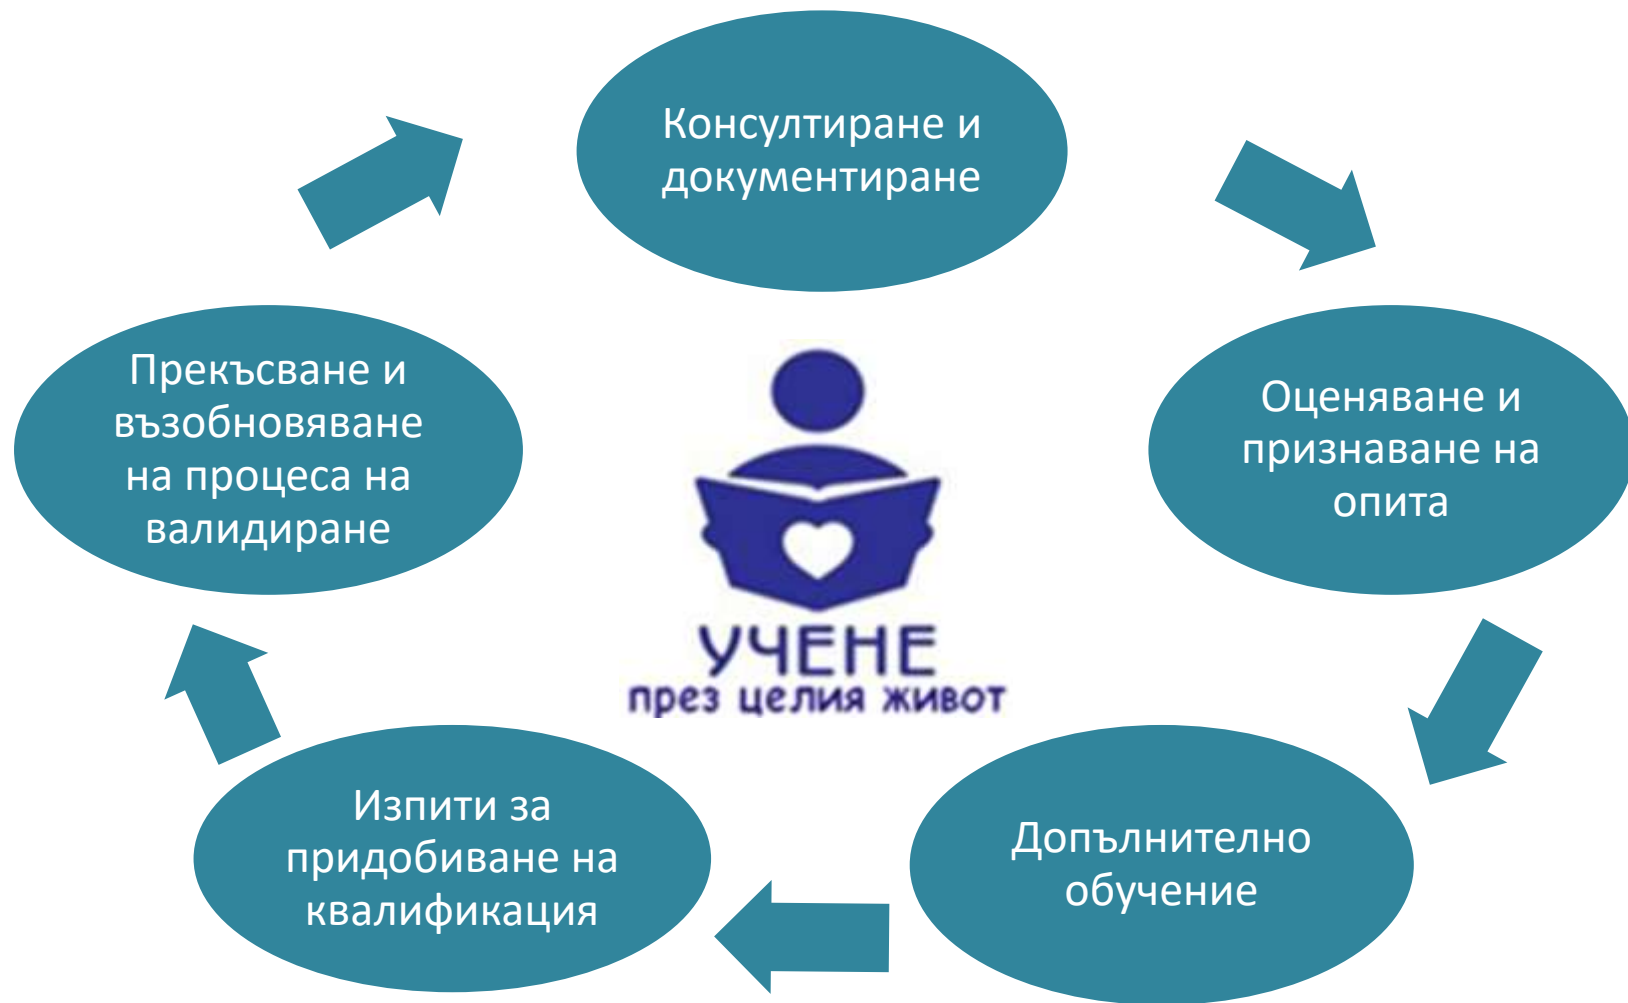 Консултиране и
документиране
Оценяване и
признаване на
опита
Допълнително
обучение
Изпити за
придобиване на
квалификация
Прекъсване и
възобновяване
на процеса на
валидиране
УЧЕНЕ
през целия живот